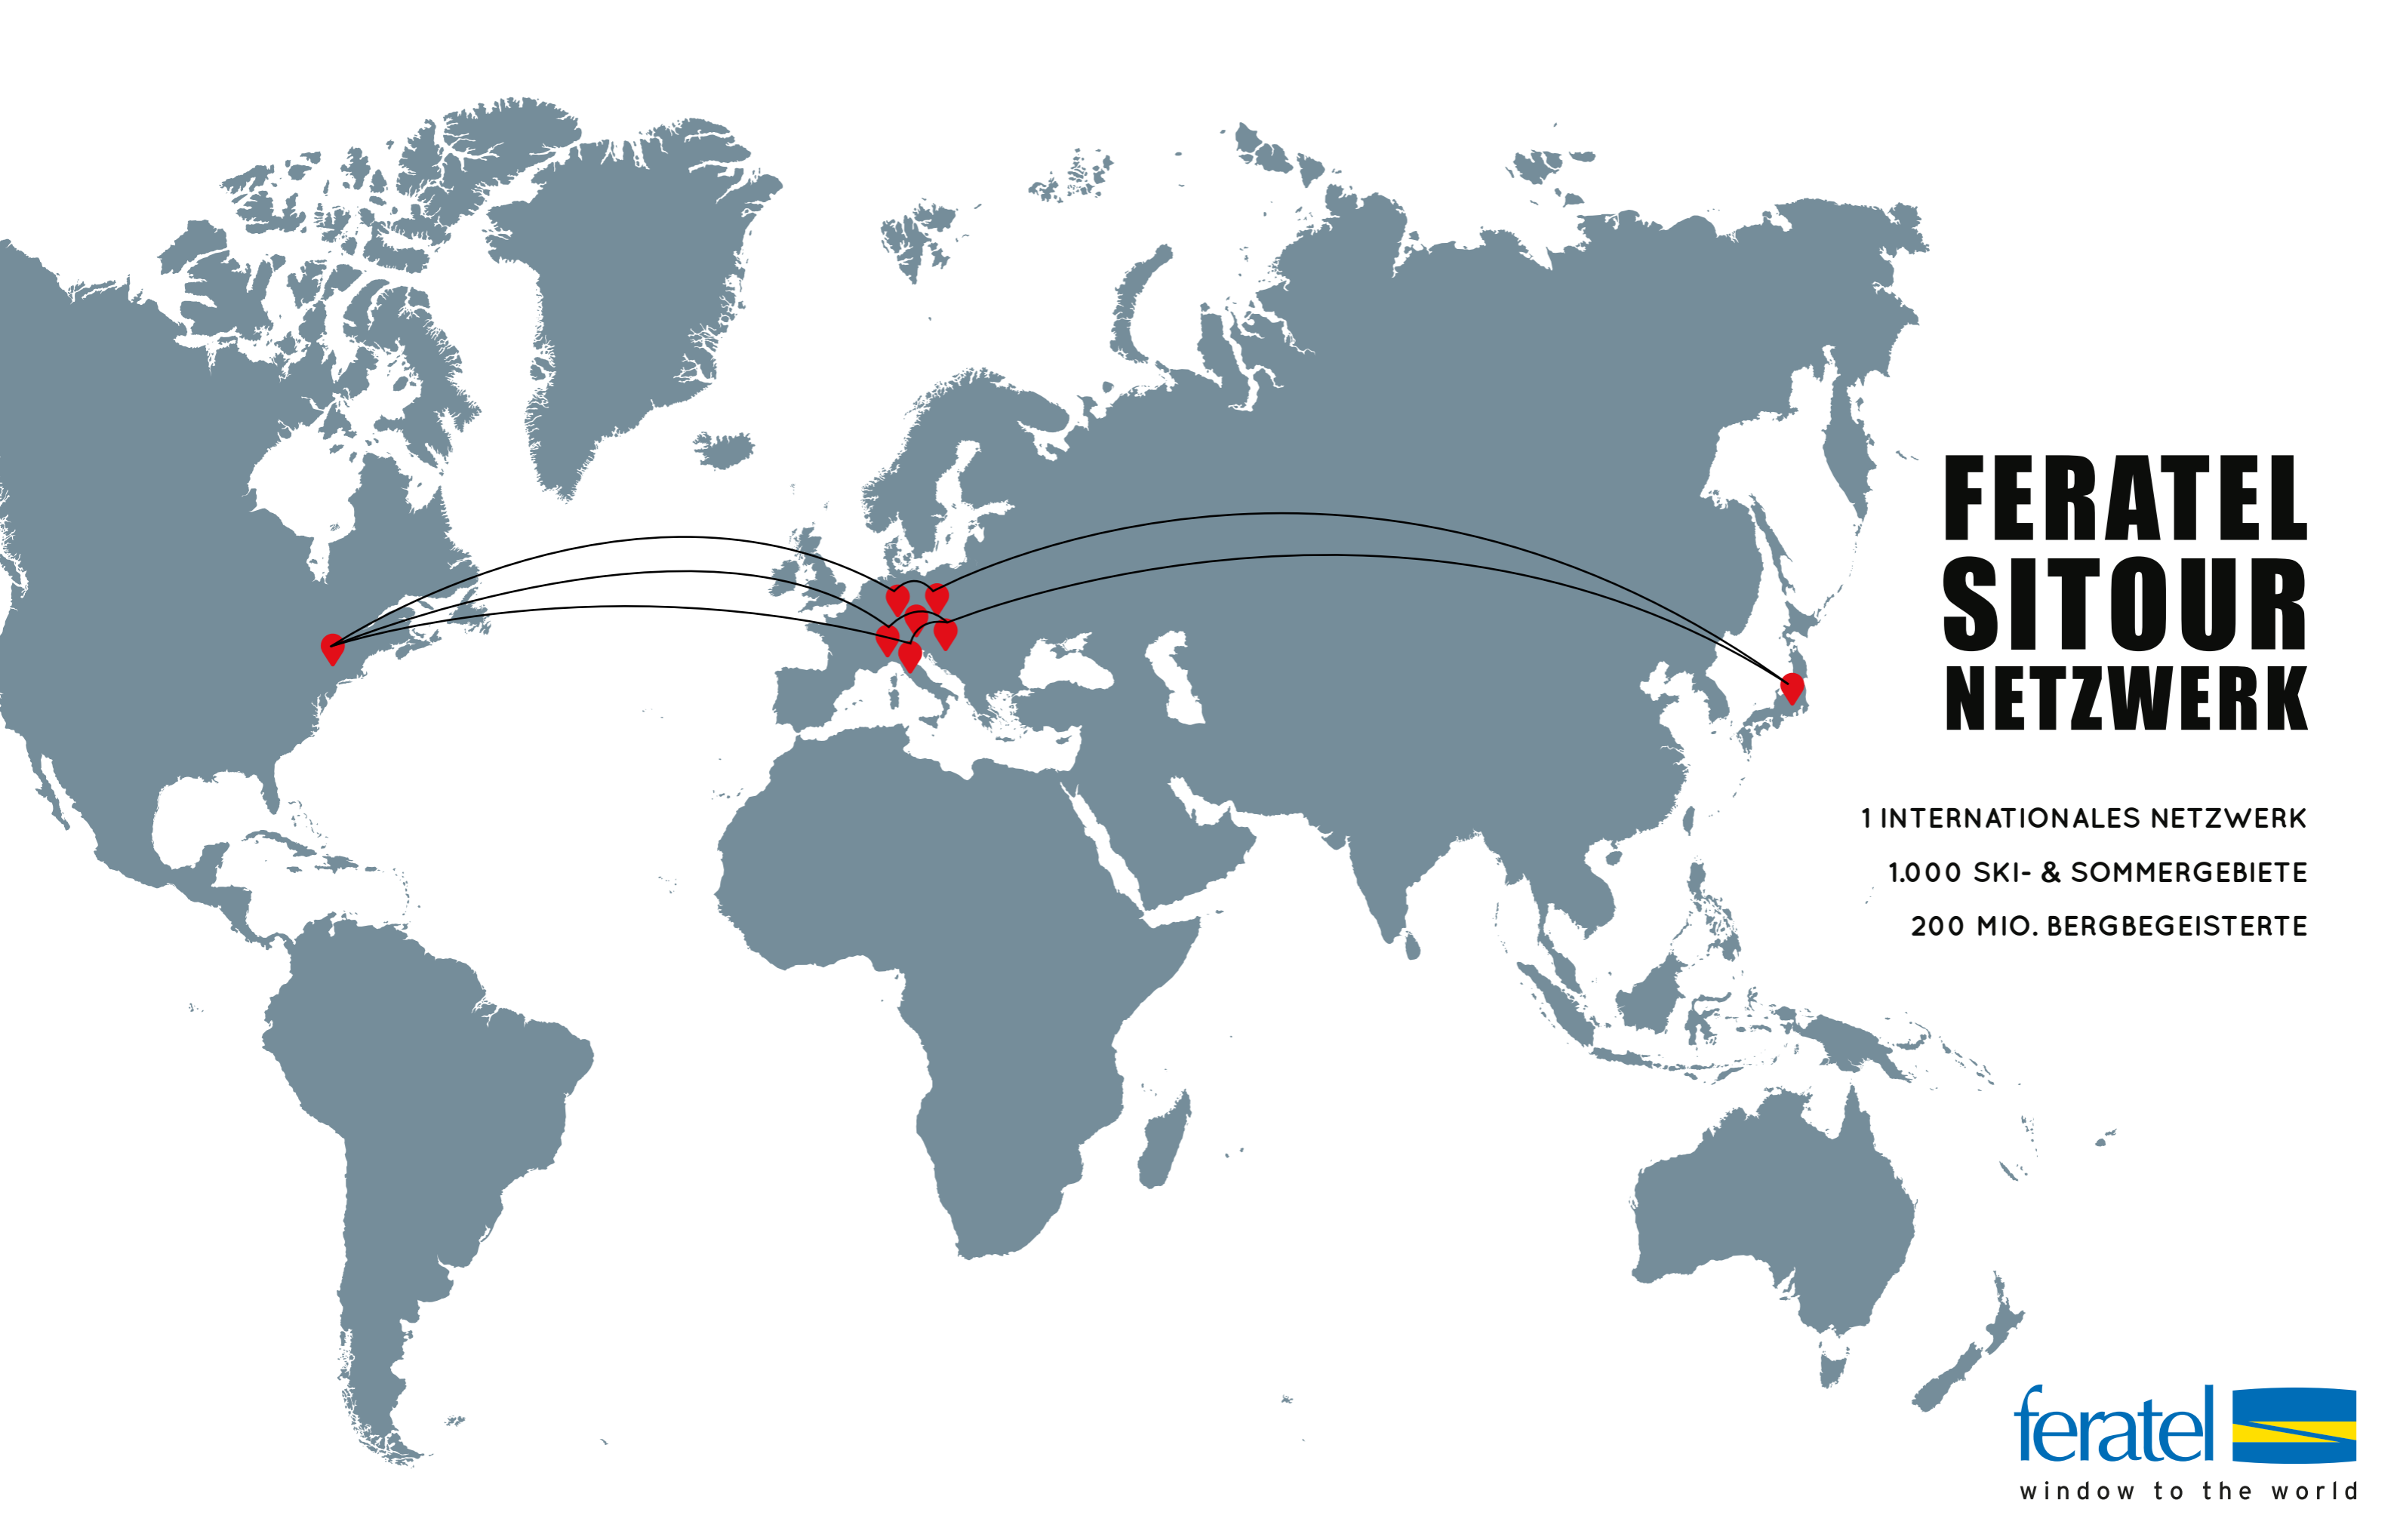 FERATEL
SITOUR
NETZWERK
1 INTERNATIONALES NETZWERK
1.000 SKI- & SOMMERGEBIETE
200 MIO. BERGBEGEISTERTE
feratel
window to the world